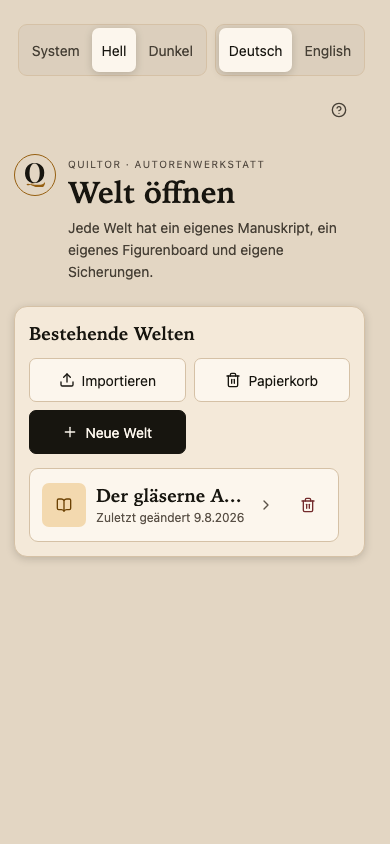 System Hell Dunkel Deutsch English
Q
QUILTOR · AUTORENWERKSTATT
Welt öffnen
Jede Welt hat ein eigenes Manuskript, ein
eigenes Figurenboard und eigene
Sicherungen.
Bestehende Welten
Importieren Papierkorb
Neue Welt
Der gläserne A...
Zuletzt geändert 9.8.2026